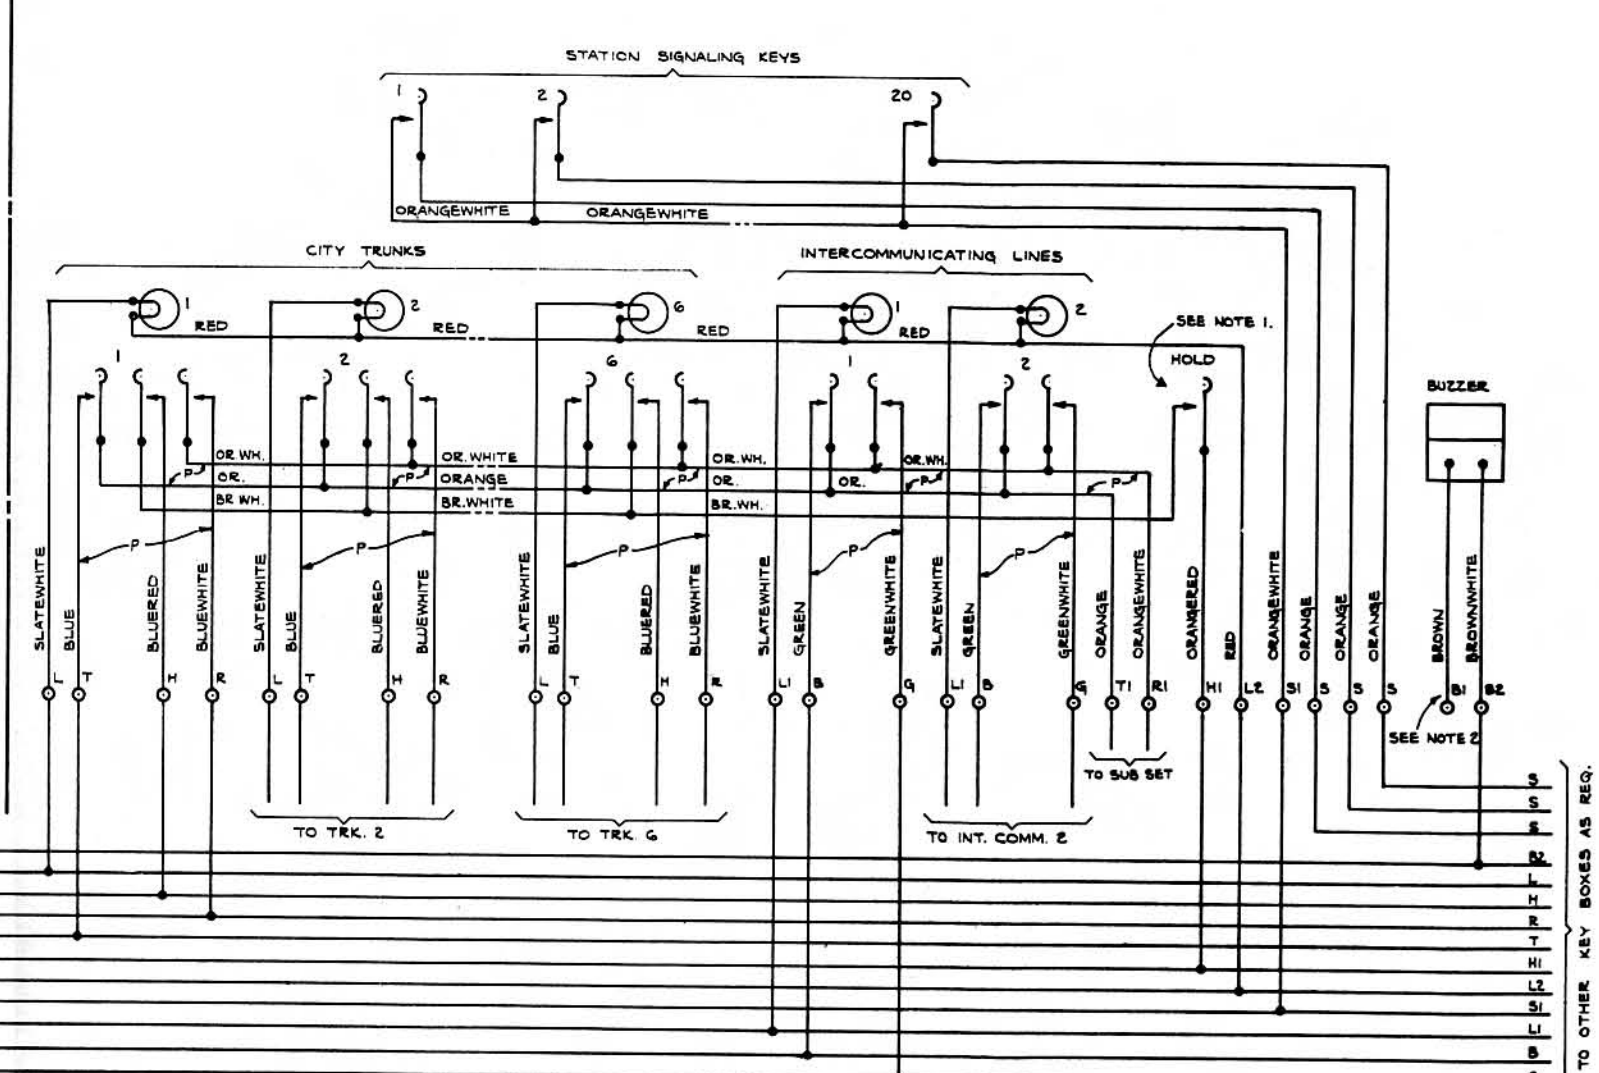 STATION SIGNALING KEYS
1 2 20
ORANGEWHITE ORANGEWHITE
CITY TRUNKS
INTERCOMMUNICATING LINES
1 2 6 1 2
RED RED RED RED
SEE NOTE 1.
HOLD
1 2 6 1 2
BUZZER
OR.WH. OR.WHITE OR.WH. OR.WH.
P P P P P
OR. ORANGE OR. OR.
BR.WH. BR.WHITE BR.WH.
P P P P P
SLATEWHITE
BLUE
BLUERED
BLUEWHITE
SLATEWHITE
BLUE
BLUERED
BLUEWHITE
SLATEWHITE
BLUE
BLUERED
BLUEWHITE
SLATEWHITE
GREEN
GREENWHITE
SLATEWHITE
GREEN
GREENWHITE
ORANGE
ORANGEWHITE
ORANGERED
RED
ORANGEWHITE
ORANGE
ORANGE
ORANGE
BROWN
BROWNWHITE
L T H R L T H R L T H R L1 B G L1 B G T1 R1 H1 L2 S1 S S S B1 B2
SEE NOTE 2
TO SUB SET
TO TRK. 2
TO TRK. 6
TO INT. COMM. 2
S
S
S
B2
L
H
R
T
H1
L2
S1
L1
B
TO OTHER KEY BOXES AS REQ.